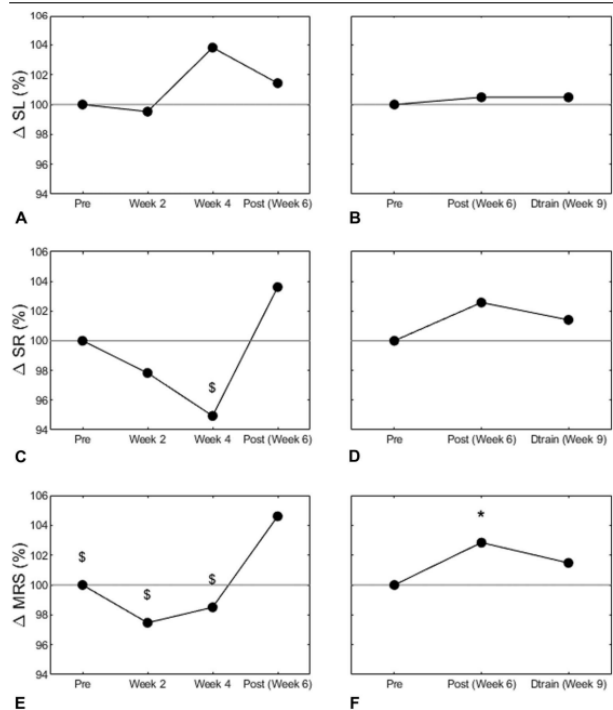 106
104
102
100
98
96
94
Δ SL (%)
Pre Week 2 Week 4 Post (Week 6)
A
Pre Post (Week 6) Dtrain (Week 9)
B
106
104
102
100
98
96
94
Δ SR (%)
$
Pre Week 2 Week 4 Post (Week 6)
C
Pre Post (Week 6) Dtrain (Week 9)
D
106
104
102
100
98
96
94
Δ MRS (%)
$ $ $
Pre Week 2 Week 4 Post (Week 6)
E
*
Pre Post (Week 6) Dtrain (Week 9)
F